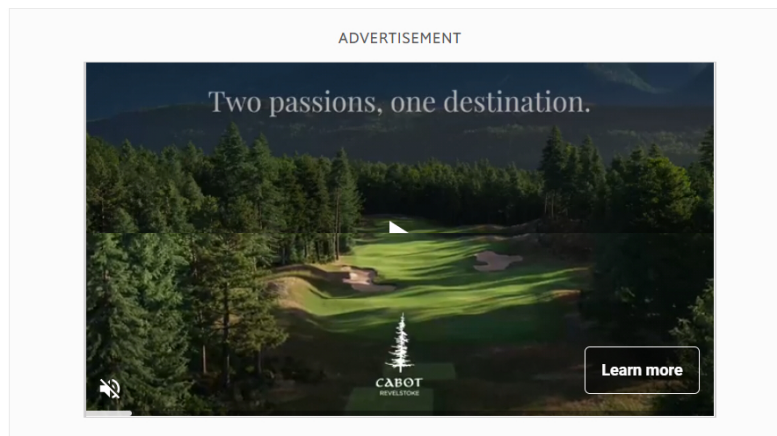 ADVERTISEMENT
Two passions, one destination.
CABOT
REVELSTOKE
Learn more